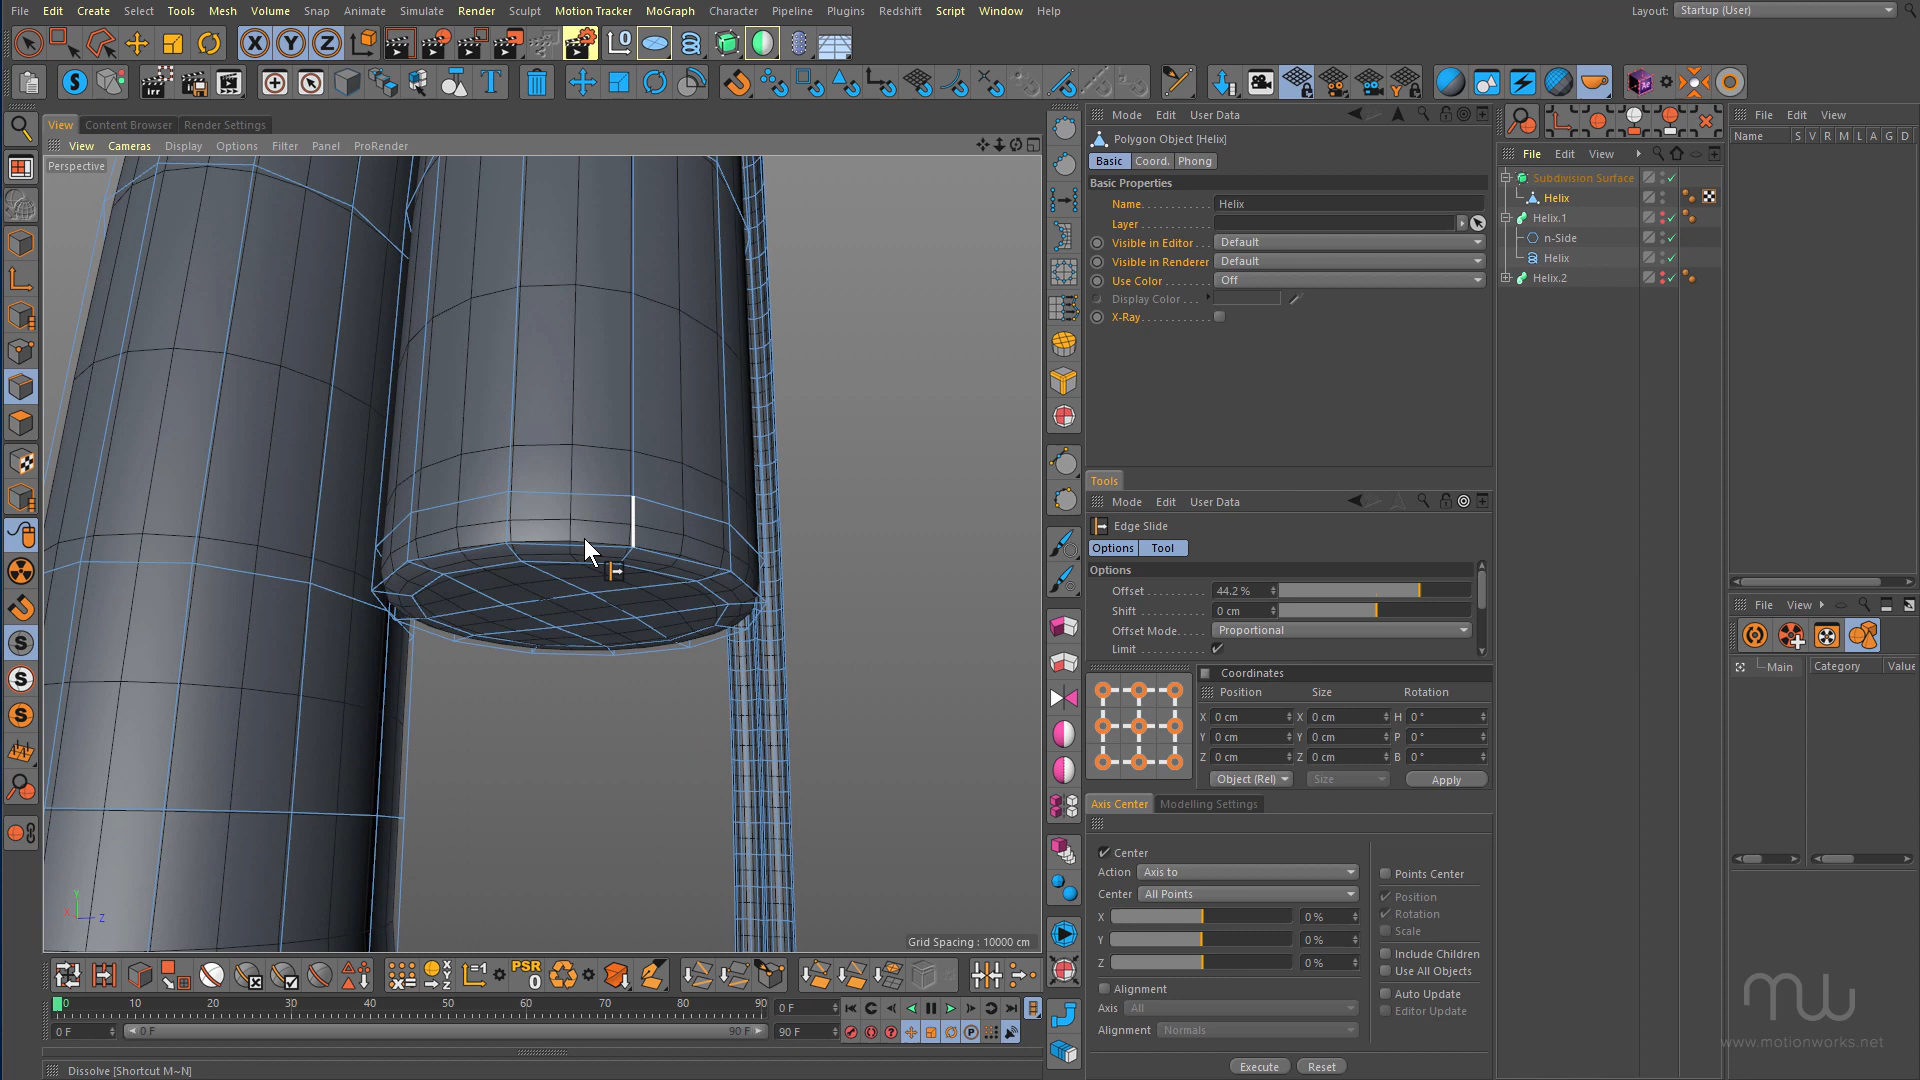 File Edit Create Select Tools Mesh Volume Snap Animate Simulate Render Sculpt Motion Tracker MoGraph Character Pipeline Plugins Redshift Script Window Help Layout: Startup (User)
View Content Browser Render Settings
View Cameras Display Options Filter Panel ProRender
Perspective
Grid Spacing : 10000 cm
Mode Edit User Data
Polygon Object [Helix]
Basic Coord. Phong
Basic Properties
Name Helix
Layer
Visible in Editor Default
Visible in Renderer Default
Use Color Off
Display Color
X-Ray
Tools
Mode Edit User Data
Edge Slide
Options Tool
Options
Offset 44.2 %
Shift 0 cm
Offset Mode Proportional
Limit
Coordinates
Position Size Rotation
X 0 cm X 0 cm H 0 °
Y 0 cm Y 0 cm P 0 °
Z 0 cm Z 0 cm B 0 °
Object (Rel) Size Apply
Axis Center Modelling Settings
Center
Action Axis to
Center All Points
X 0 %
Y 0 %
Z 0 %
Alignment
Axis All
Alignment Normals
Points Center
Position
Rotation
Scale
Include Children
Use All Objects
Auto Update
Editor Update
Execute Reset
File Edit View
Subdivision Surface
Helix
Helix.1
n-Side
Helix
Helix.2
File Edit View
Name S V R M L A G D
File View
Main Category Value
PSR
0
0 10 20 30 40 50 60 70 80 90 0 F
0 F 0 F 90 F 90 F
Dissolve [Shortcut M~N]
mw
www.motionworks.net